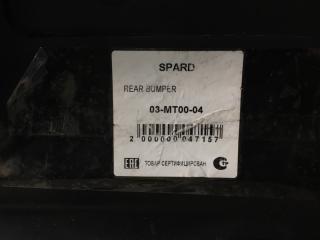 SPARD
REAR BUMPER
03-MT00-04
2 000000 047157
EAC ТОВАР СЕРТИФИЦИРОВАН